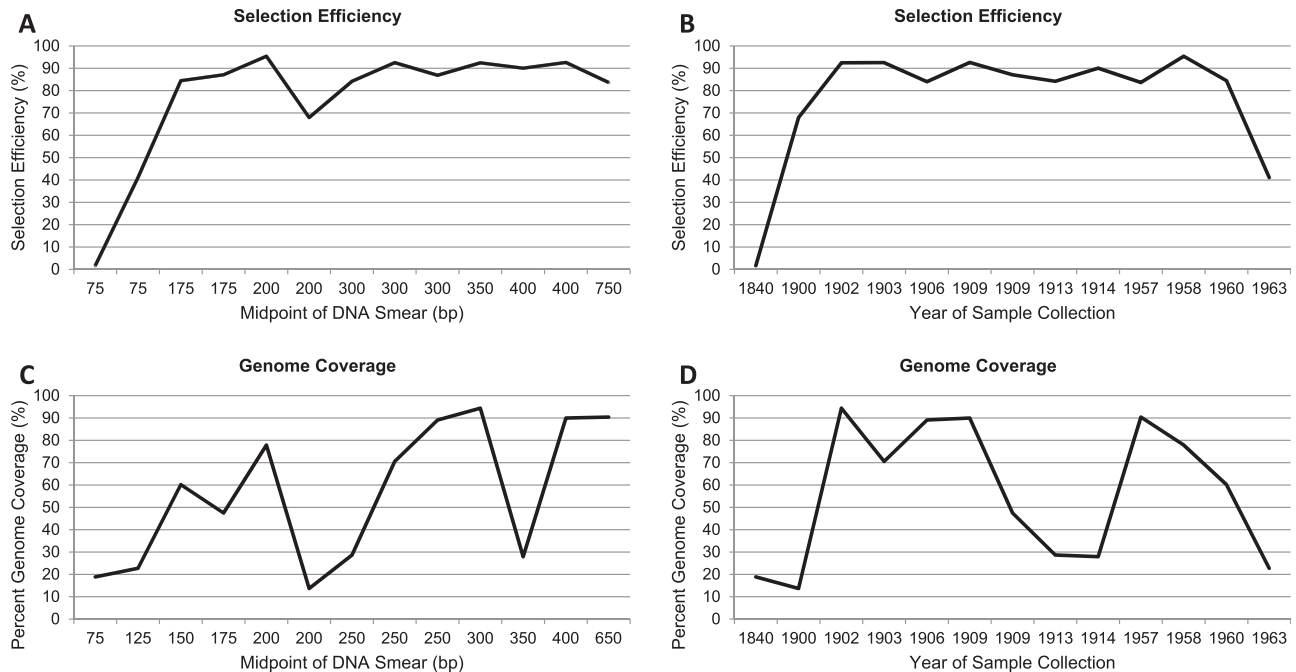 A
Selection Efficiency
Selection Efficiency (%)
100
90
80
70
60
50
40
30
20
10
0
75 75 175 175 200 200 300 300 300 350 400 400 750
Midpoint of DNA Smear (bp)
B
Selection Efficiency
Selection Efficiency (%)
100
90
80
70
60
50
40
30
20
10
0
1840 1900 1902 1903 1906 1909 1909 1913 1914 1957 1958 1960 1963
Year of Sample Collection
C
Genome Coverage
Percent Genome Coverage (%)
100
90
80
70
60
50
40
30
20
10
0
75 125 150 175 200 200 250 250 250 300 350 400 650
Midpoint of DNA Smear (bp)
D
Genome Coverage
Percent Genome Coverage (%)
100
90
80
70
60
50
40
30
20
10
0
1840 1900 1902 1903 1906 1909 1909 1913 1914 1957 1958 1960 1963
Year of Sample Collection